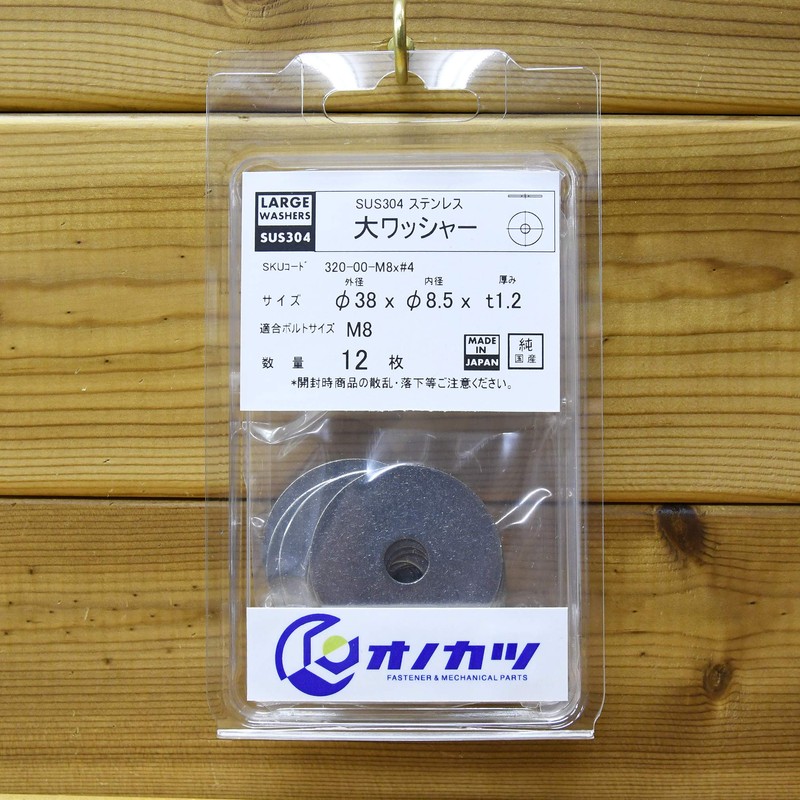 LARGE
WASHERS
SUS304
SUS304 ステンレス
大ワッシャー
SKUコード 320-00-M8x#4
外径 内径 厚み
サイズ φ38 x φ8.5 x t1.2
適合ボルトサイズ M8
数量 12 枚
MADE
IN
JAPAN
純
国産
*開封時商品の散乱・落下等ご注意ください。
オノカツ
FASTENER & MECHANICAL PARTS